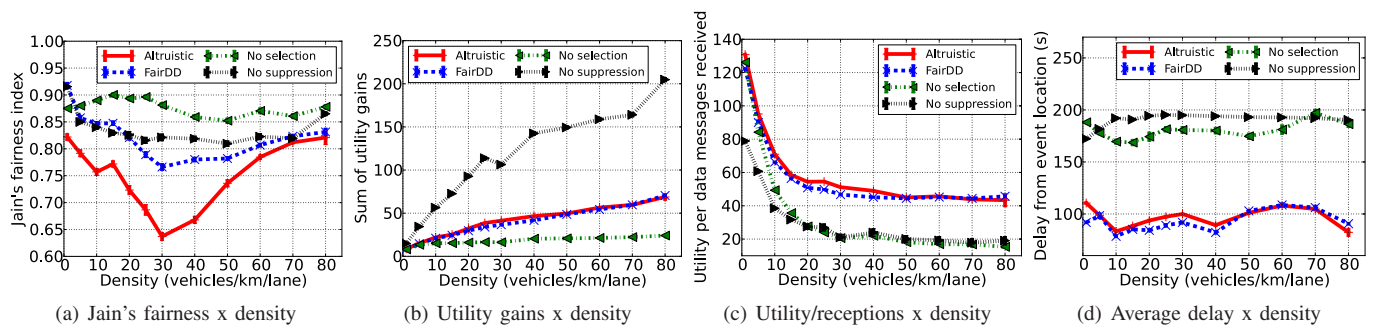 Jain's fairness index
1.00
0.95
0.90
0.85
0.80
0.75
0.70
0.65
0.60
Altruistic
FairDD
No selection
No suppression
0 10 20 30 40 50 60 70 80
Density (vehicles/km/lane)
(a) Jain's fairness x density
Sum of utility gains
250
200
150
100
50
0
Altruistic
FairDD
No selection
No suppression
0 10 20 30 40 50 60 70 80
Density (vehicles/km/lane)
(b) Utility gains x density
Utility per data messages received
140
120
100
80
60
40
20
Altruistic
FairDD
No selection
No suppression
0 10 20 30 40 50 60 70 80
Density (vehicles/km/lane)
(c) Utility/receptions x density
Delay from event location (s)
250
200
150
100
Altruistic
FairDD
No selection
No suppression
0 10 20 30 40 50 60 70 80
Density (vehicles/km/lane)
(d) Average delay x density